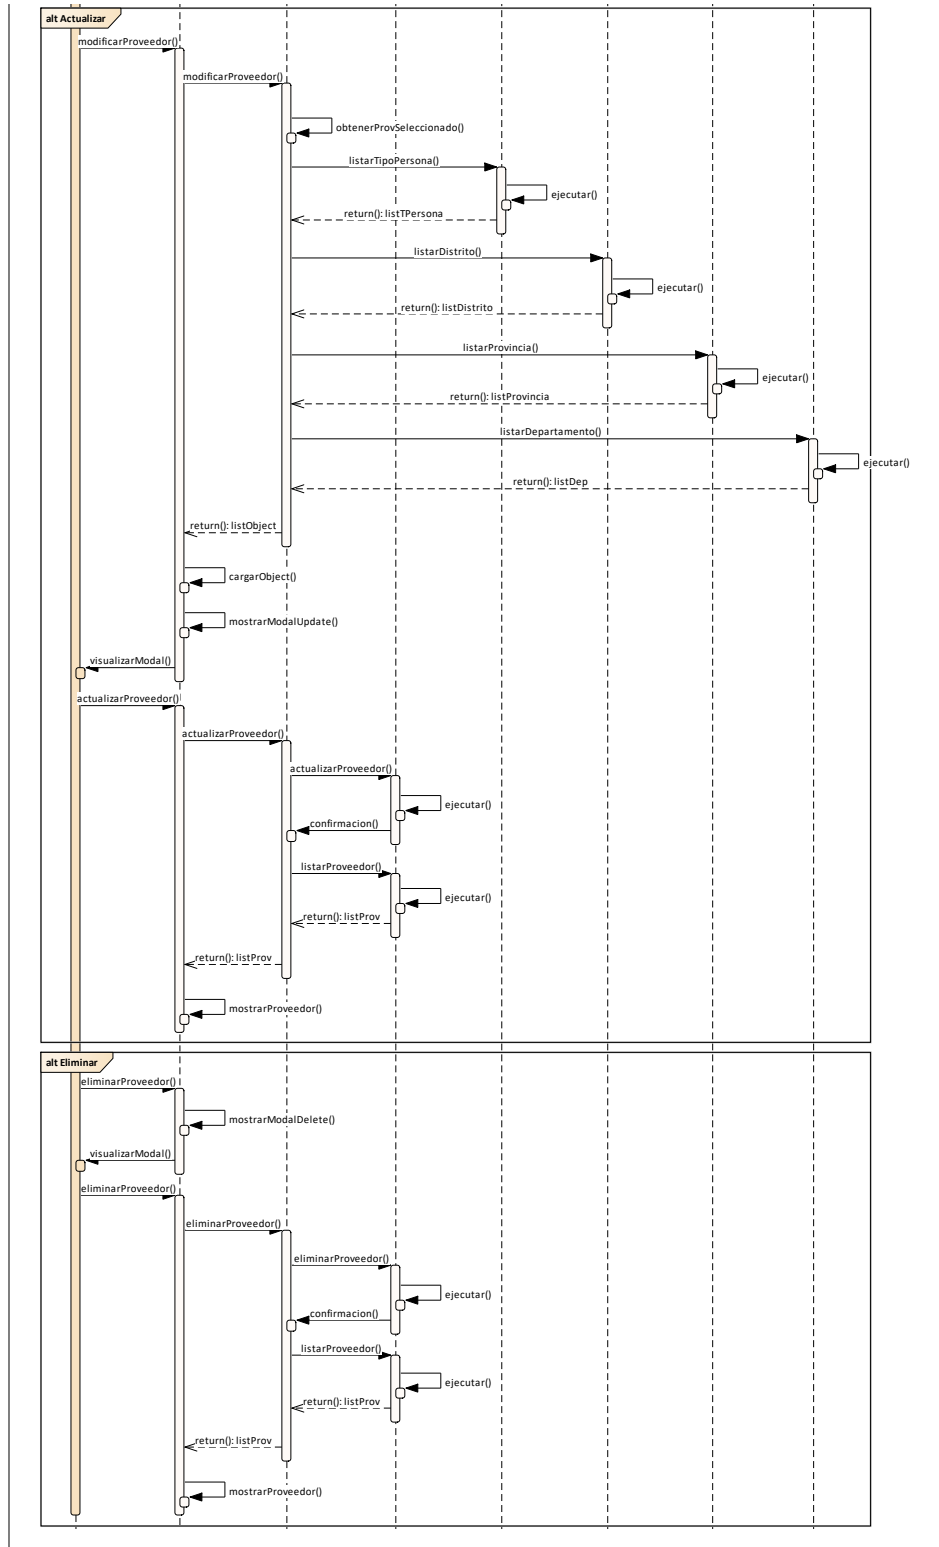 alt Actualizar
modificarProveedor()
modificarProveedor()
obtenerProvSeleccionado()
listarTipoPersona()
ejecutar()
return(): listTPersona
listarDistrito()
ejecutar()
return(): listDistrito
listarProvincia()
ejecutar()
return(): listProvincia
listarDepartamento()
ejecutar()
return(): listDep
return(): listObject
cargarObject()
mostrarModalUpdate()
visualizarModal()
actualizarProveedor()
actualizarProveedor()
actualizarProveedor()
ejecutar()
confirmacion()
listarProveedor()
ejecutar()
return(): listProv
return(): listProv
mostrarProveedor()
alt Eliminar
eliminarProveedor()
mostrarModalDelete()
visualizarModal()
eliminarProveedor()
eliminarProveedor()
eliminarProveedor()
ejecutar()
confirmacion()
listarProveedor()
ejecutar()
return(): listProv
return(): listProv
mostrarProveedor()